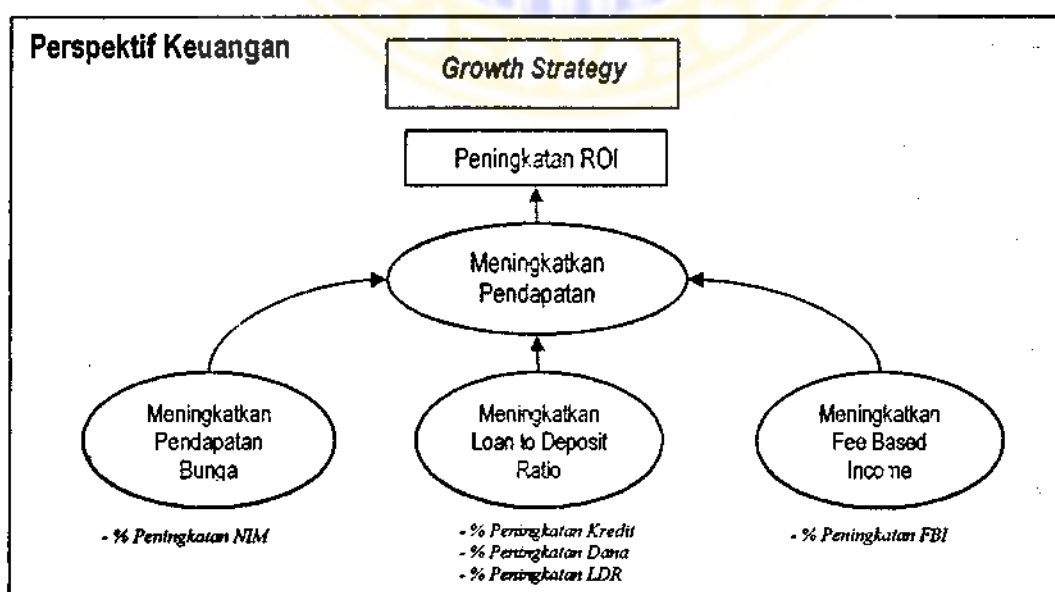 Perspektif Keuangan
Growth Strategy
Peningkatan ROI
Meningkatkan
Pendapatan
Meningkatkan
Pendapatan
Bunga
- % Peningkatan NIM
Meningkatkan
Loan to Deposit
Ratio
- % Peningkatan Kredit
- % Peningkatan Dana
- % Peningkatan LDR
Meningkatkan
Fee Based
Income
- % Peningkatan FBI